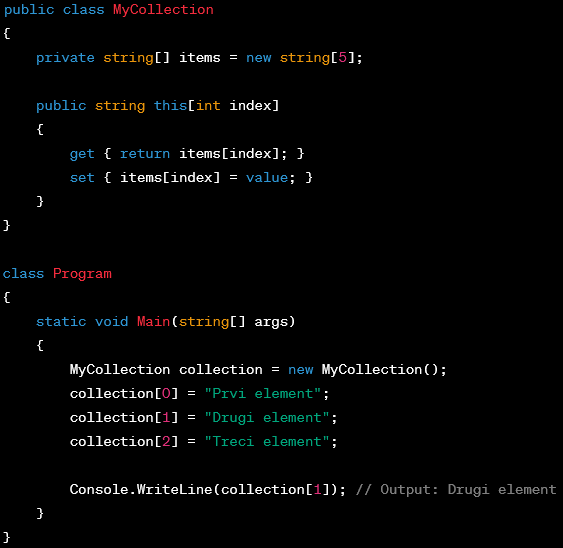 public class MyCollection
{
    private string[] items = new string[5];

    public string this[int index]
    {
        get { return items[index]; }
        set { items[index] = value; }
    }
}

class Program
{
    static void Main(string[] args)
    {
        MyCollection collection = new MyCollection();
        collection[0] = "Prvi element";
        collection[1] = "Drugi element";
        collection[2] = "Treci element";

        Console.WriteLine(collection[1]); // Output: Drugi element
    }
}